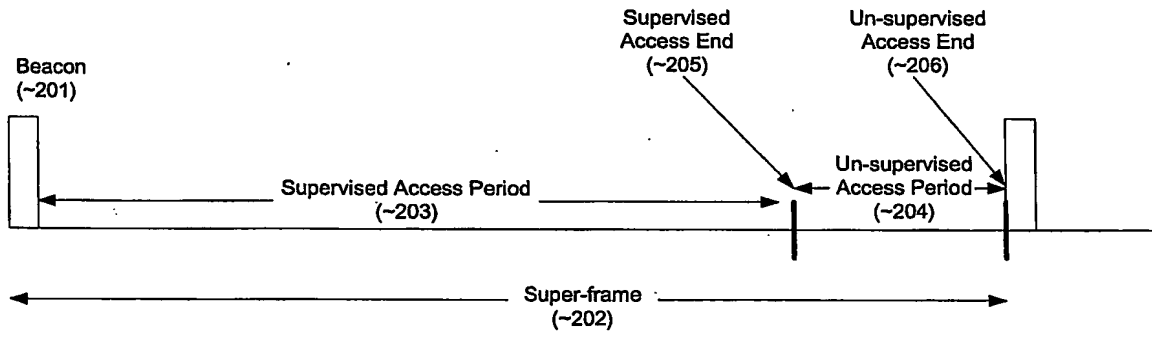 Supervised
Access End
(~205)
Un-supervised
Access End
(~206)
Beacon
(~201)
Supervised Access Period
(~203)
Un-supervised
Access Period
(~204)
Super-frame
(~202)